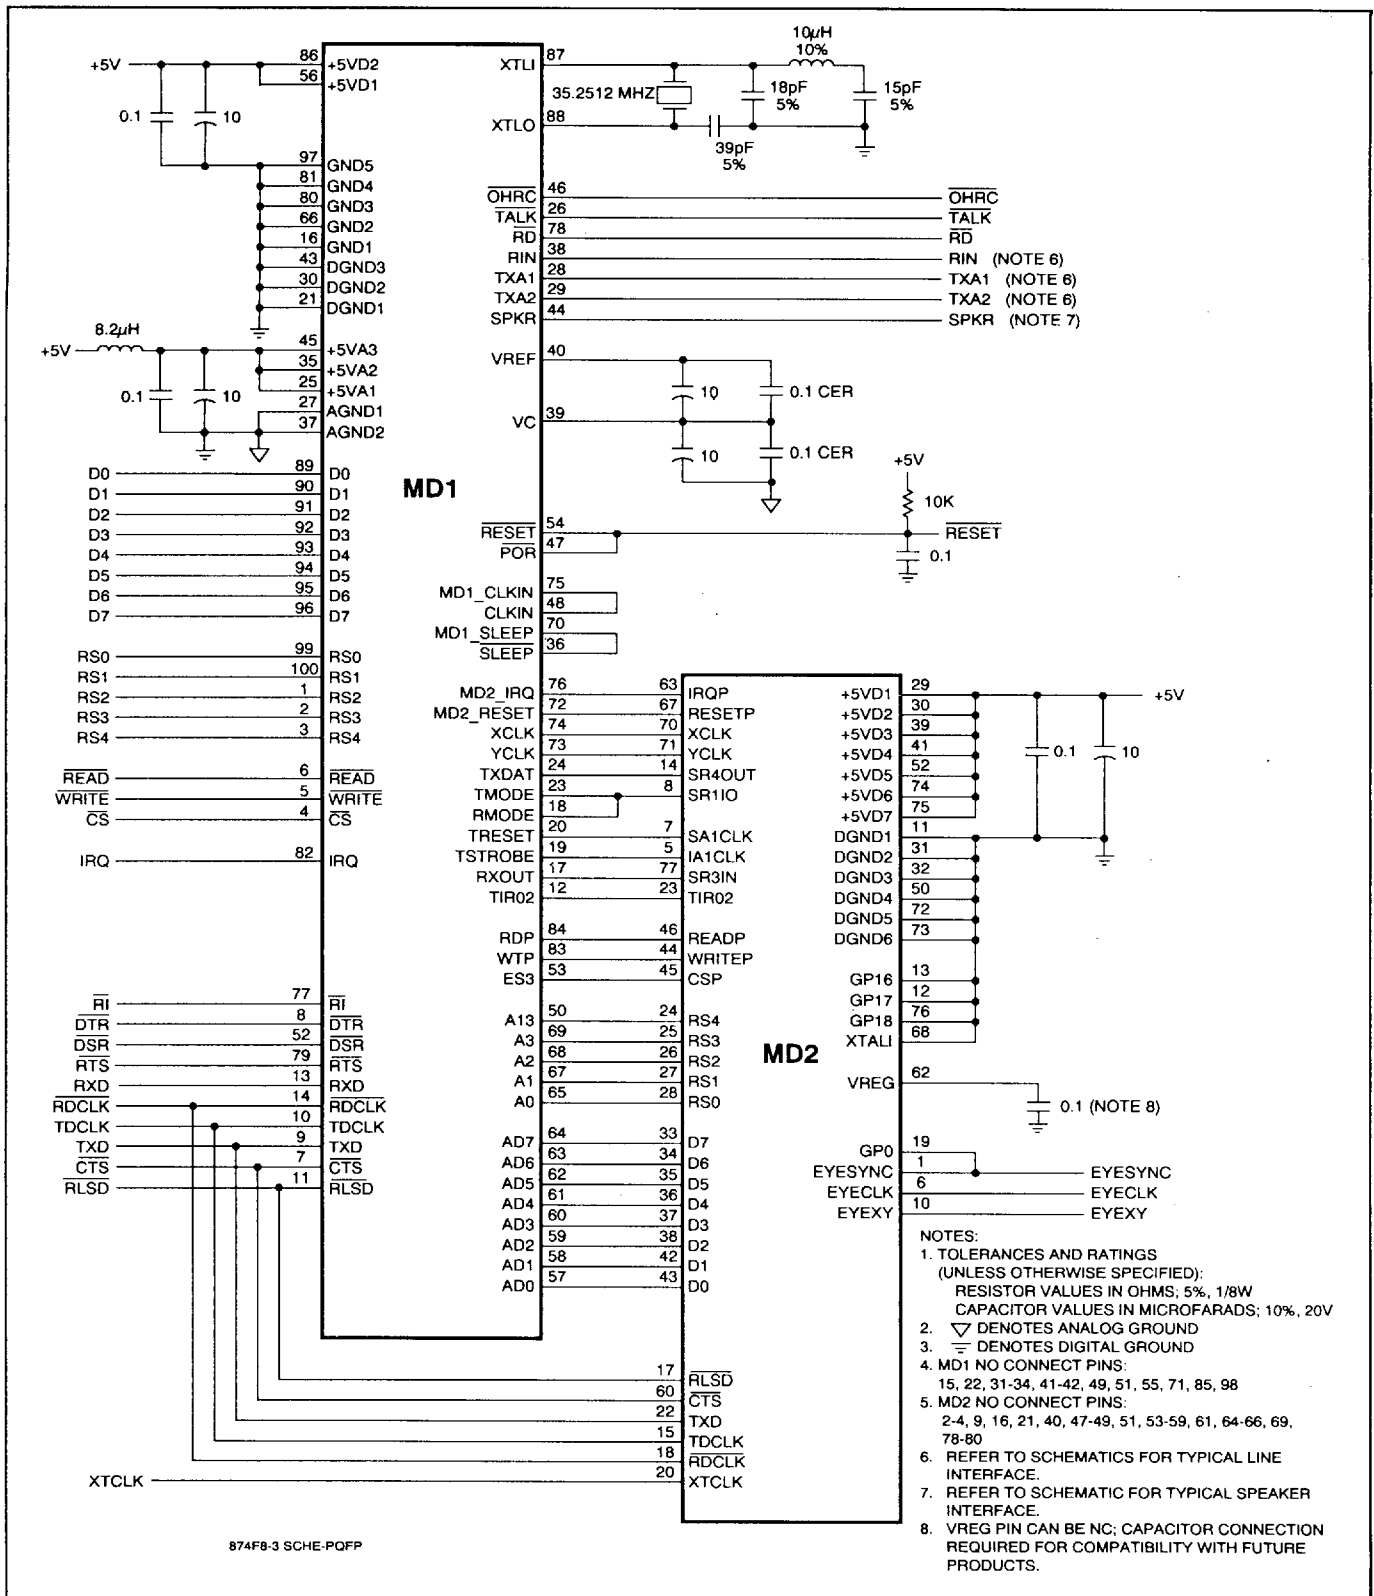 +5V
86 +5VD2
56 +5VD1
0.1
10
97 GND5
81 GND4
80 GND3
66 GND2
16 GND1
43 DGND3
30 DGND2
21 DGND1
8.2µH
+5V
45 +5VA3
35 +5VA2
25 +5VA1
0.1
10
27 AGND1
37 AGND2
D0 89 D0
D1 90 D1
D2 91 D2
D3 92 D3
D4 93 D4
D5 94 D5
D6 95 D6
D7 96 D7
RS0 99 RS0
RS1 100 RS1
RS2 1 RS2
RS3 2 RS3
RS4 3 RS4
READ 6 READ
WRITE 5 WRITE
CS 4 CS
IRQ 82 IRQ
RI 77 RI
DTR 8 DTR
DSR 52 DSR
RTS 79 RTS
RXD 13 RXD
RDCLK 14 RDCLK
TDCLK 10 TDCLK
TXD 9 TXD
CTS 7 CTS
RLSD 11 RLSD
MD1
XTLI 87
10µH
10%
35.2512 MHZ
18pF
5%
15pF
5%
XTLO 88
39pF
5%
OHRC 46 OHRC
TALK 26 TALK
RD 78 RD
RIN 38 RIN (NOTE 6)
TXA1 28 TXA1 (NOTE 6)
TXA2 29 TXA2 (NOTE 6)
SPKR 44 SPKR (NOTE 7)
VREF 40
10
0.1 CER
VC 39
10
0.1 CER
+5V
10K
RESET 54 RESET
POR 47
0.1
MD1_CLKIN 75
CLKIN 48
MD1_SLEEP 70
SLEEP 36
MD2_IRQ 76 63 IRQP
MD2_RESET 72 67 RESETP
XCLK 74 70 XCLK
YCLK 73 71 YCLK
TXDAT 24 14 SR4OUT
TMODE 23 8 SR1IO
RMODE 18
TRESET 20 7 SA1CLK
TSTROBE 19 5 IA1CLK
RXOUT 17 77 SR3IN
TIR02 12 23 TIR02
RDP 84 46 READP
WTP 83 44 WRITEP
ES3 53 45 CSP
A13 50 24 RS4
A3 69 25 RS3
A2 68 26 RS2
A1 67 27 RS1
A0 65 28 RS0
AD7 64 33 D7
AD6 63 34 D6
AD5 62 35 D5
AD4 61 36 D4
AD3 60 37 D3
AD2 59 38 D2
AD1 58 42 D1
AD0 57 43 D0
17 RLSD
60 CTS
22 TXD
15 TDCLK
18 RDCLK
XTCLK 20 XTCLK
MD2
+5VD1 29 +5V
+5VD2 30
+5VD3 39
+5VD4 41
+5VD5 52
+5VD6 74
+5VD7 75
0.1
10
DGND1 11
DGND2 31
DGND3 32
DGND4 50
DGND5 72
DGND6 73
GP16 13
GP17 12
GP18 76
XTALI 68
VREG 62
0.1 (NOTE 8)
GP0 19
EYESYNC 1 EYESYNC
EYECLK 6 EYECLK
EYEXY 10 EYEXY
NOTES:
1. TOLERANCES AND RATINGS
(UNLESS OTHERWISE SPECIFIED):
RESISTOR VALUES IN OHMS; 5%, 1/8W
CAPACITOR VALUES IN MICROFARADS; 10%, 20V
2. DENOTES ANALOG GROUND
3. DENOTES DIGITAL GROUND
4. MD1 NO CONNECT PINS:
15, 22, 31-34, 41-42, 49, 51, 55, 71, 85, 98
5. MD2 NO CONNECT PINS:
2-4, 9, 16, 21, 40, 47-49, 51, 53-59, 61, 64-66, 69,
78-80
6. REFER TO SCHEMATICS FOR TYPICAL LINE
INTERFACE.
7. REFER TO SCHEMATIC FOR TYPICAL SPEAKER
INTERFACE.
8. VREG PIN CAN BE NC; CAPACITOR CONNECTION
REQUIRED FOR COMPATIBILITY WITH FUTURE
PRODUCTS.
874F8-3 SCHE-PQFP